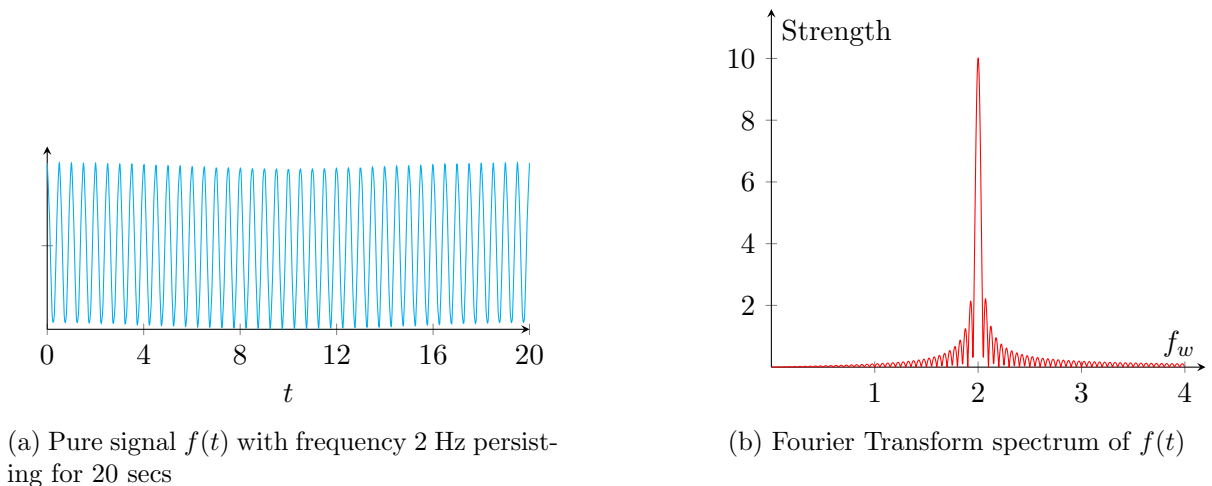 0 4 8 12 16 20
t
(a) Pure signal f(t) with frequency 2 Hz persist-
ing for 20 secs
Strength
10
8
6
4
2
f_w
1 2 3 4
(b) Fourier Transform spectrum of f(t)